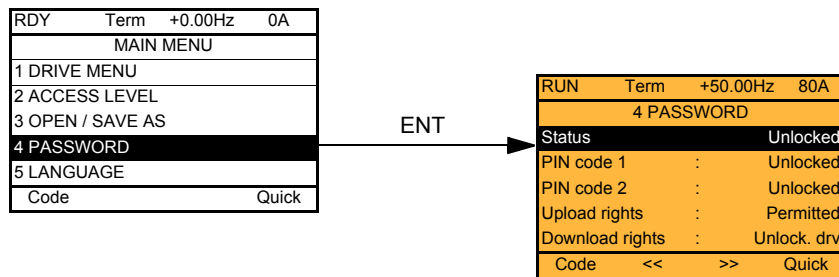 RDY Term +0.00Hz 0A
MAIN MENU
1 DRIVE MENU
2 ACCESS LEVEL
3 OPEN / SAVE AS
4 PASSWORD
5 LANGUAGE
Code Quick
ENT
RUN Term +50.00Hz 80A
4 PASSWORD
Status Unlocked
PIN code 1 : Unlocked
PIN code 2 : Unlocked
Upload rights : Permitted
Download rights : Unlock. drv
Code << >> Quick